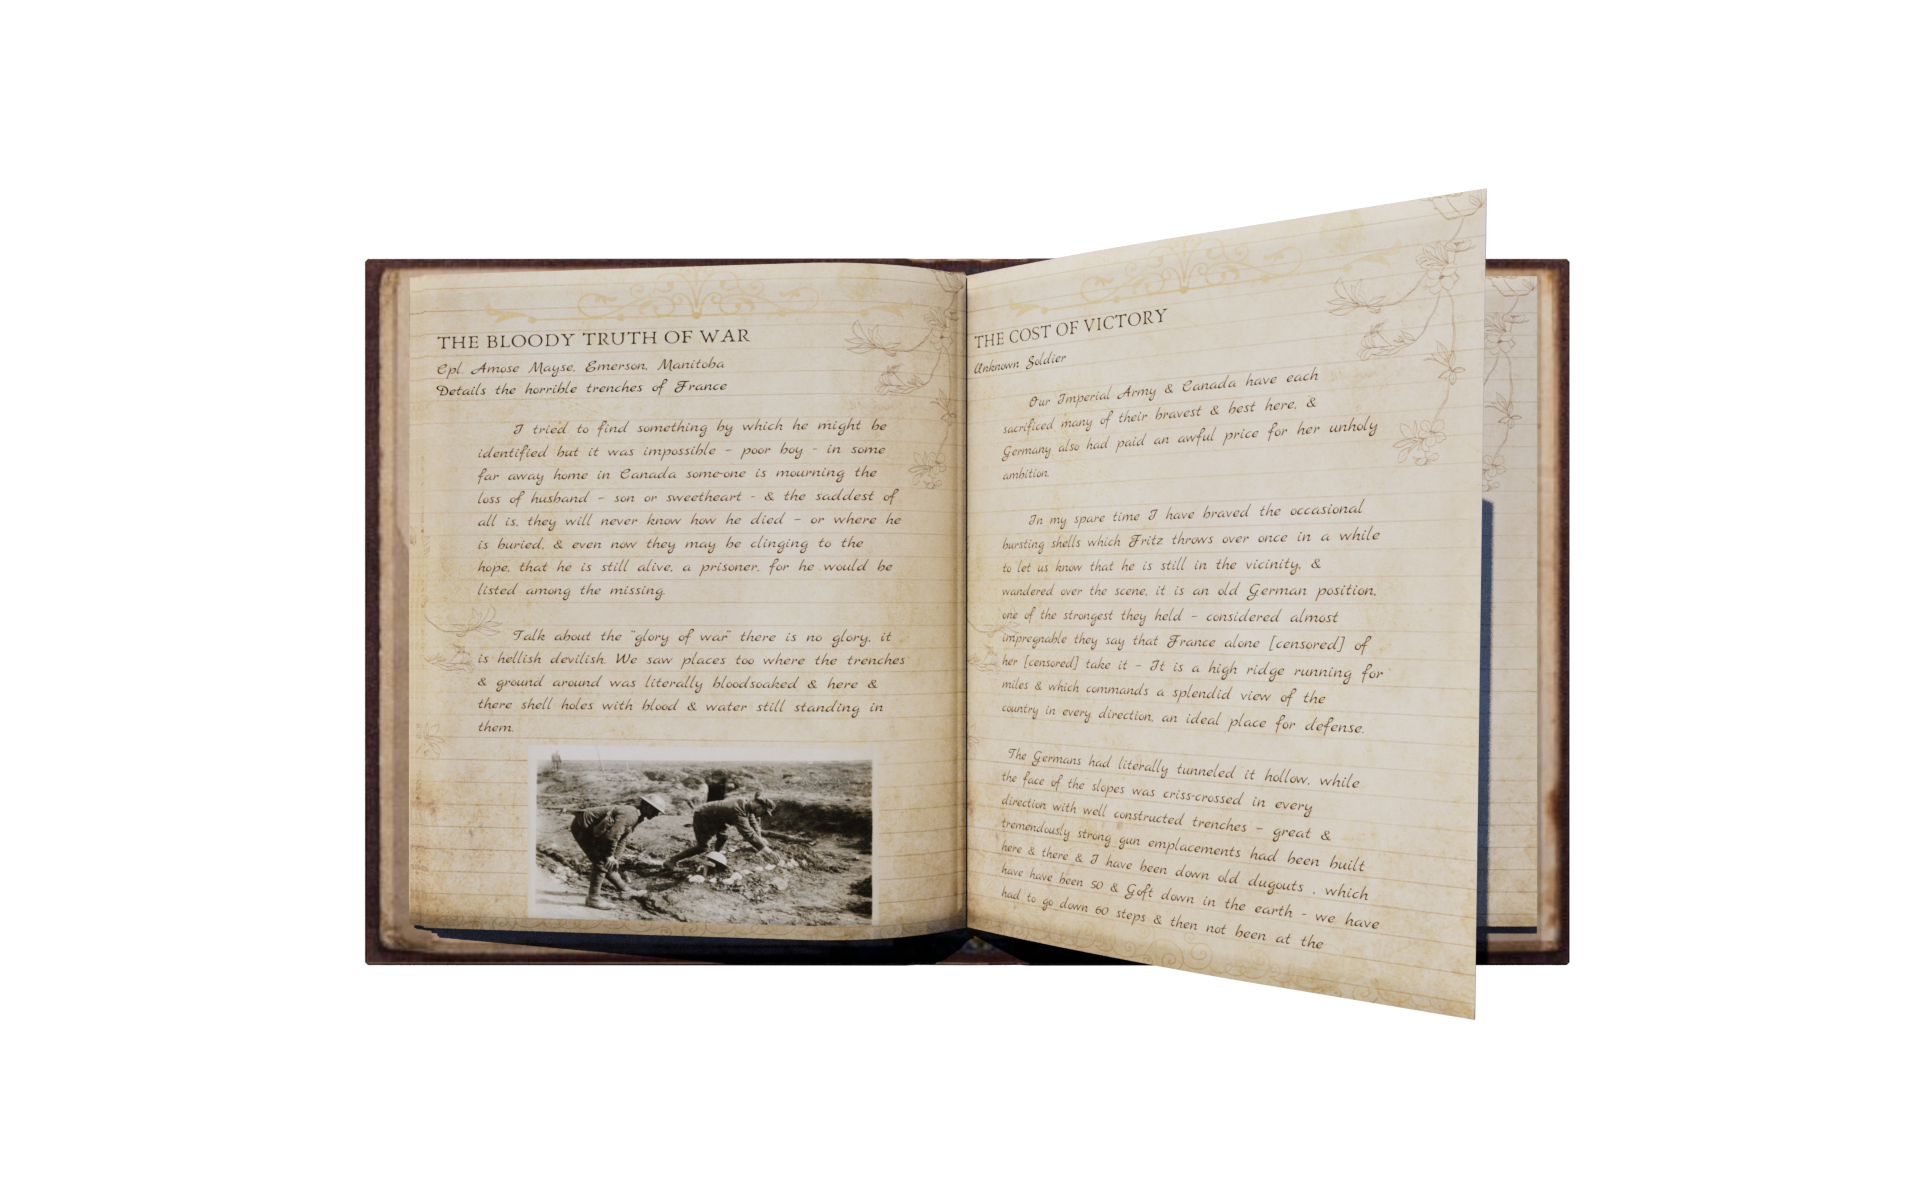 THE BLOODY TRUTH OF WAR
Cpl. Amose Mayse, Emerson, Manitoba
Details the horrible trenches of France
I tried to find something by which he might be
identified but it was impossible - poor boy - in some
far away home in Canada some-one is mourning the
loss of husband - son or sweetheart - & the saddest of
all is, they will never know how he died - or where he
is buried, & even now they may be clinging to the
hope, that he is still alive, a prisoner, for he would be
listed among the missing.
Talk about the "glory of war" there is no glory, it
is hellish devilish. We saw places too where the trenches
& ground around was literally bloodsoaked & here &
there shell holes with blood & water still standing in
them.
THE COST OF VICTORY
Unknown Soldier
Our Imperial Army & Canada have each
sacrificed many of their bravest & best here, &
Germany also had paid an awful price for her unholy
ambition.
In my spare time I have braved the occasional
bursting shells which Fritz throws over once in a while
to let us know that he is still in the vicinity, &
wandered over the scene, it is an old German position,
one of the strongest they held - considered almost
impregnable they say that France alone [censored] of
her [censored] take it - It is a high ridge running for
miles & which commands a splendid view of the
country in every direction, an ideal place for defense.
The Germans had literally tunneled it hollow, while
the face of the slopes was criss-crossed in every
direction with well constructed trenches - great &
tremendously strong gun emplacements had been built
here & there & I have been down old dugouts , which
have have been 50 & 60ft down in the earth - we have
had to go down 60 steps & then not been at the